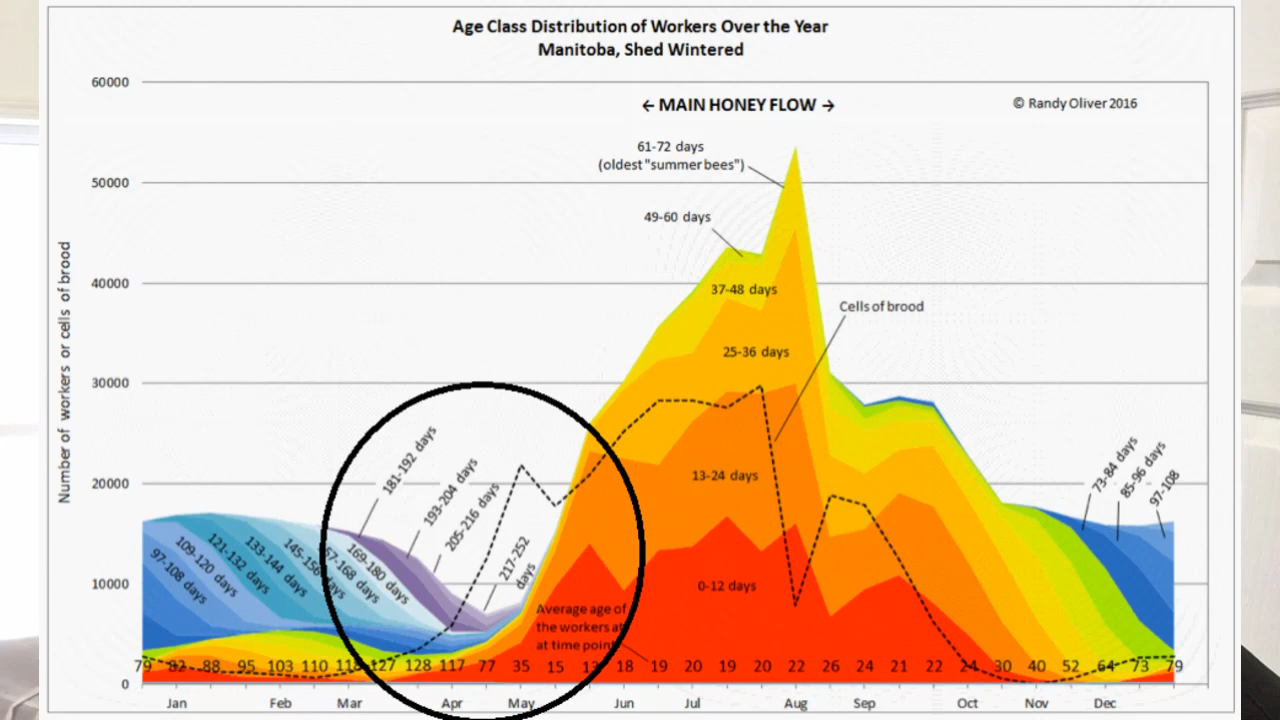 Age Class Distribution of Workers Over the Year
Manitoba, Shed Wintered
60000
← MAIN HONEY FLOW →
© Randy Oliver 2016
61-72 days
(oldest "summer bees")
50000
49-60 days
40000
37-48 days
Cells of brood
25-36 days
30000
181-192 days
193-204 days
205-216 days
217-252
days
13-24 days
73-84 days
85-96 days
97-108
20000
97-108 days
109-120 days
121-132 days
133-144 days
145-156 days
57-168 days
169-180 days
10000
0-12 days
Average age of
the workers at
at time point
79 82 88 95 103 110 118 127 128 117 77 35 15 13 18 19 20 19 20 22 26 24 21 22 24 30 40 52 64 73 79
0
Jan Feb Mar Apr May Jun Jul Aug Sep Oct Nov Dec
Number of workers or cells of brood